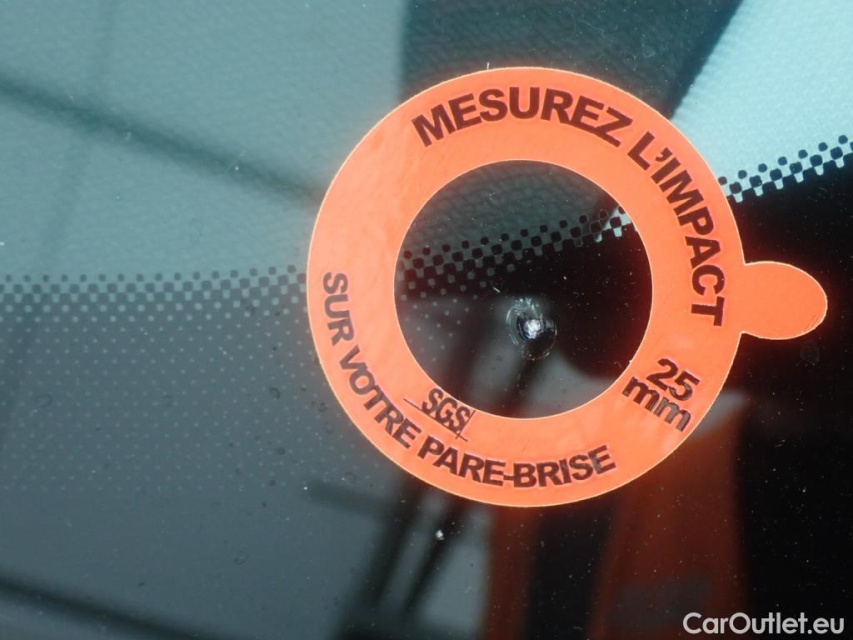 MESUREZ L'IMPACT
25
mm
SUR VOTRE PARE-BRISE
SGS
CarOutlet.eu